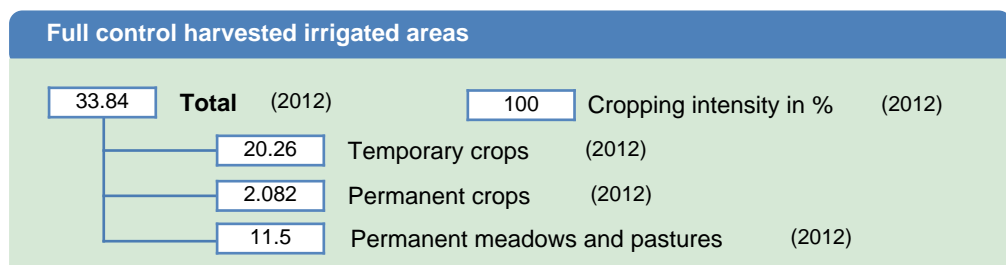 Full control harvested irrigated areas
33.84 Total (2012) 100 Cropping intensity in % (2012)
20.26 Temporary crops (2012)
2.082 Permanent crops (2012)
11.5 Permanent meadows and pastures (2012)